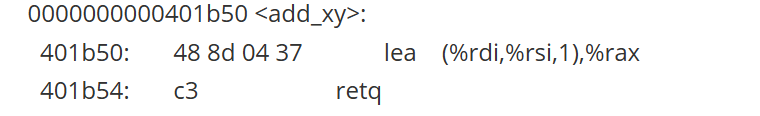 0000000000401b50 <add_xy>:
401b50: 48 8d 04 37 lea (%rdi,%rsi,1),%rax
401b54: c3 retq